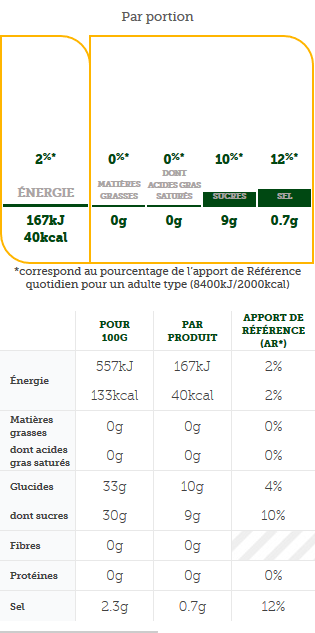 Par portion
2%* 0%* 0%* 10%* 12%*
ÉNERGIE
MATIÈRES
GRASSES
DONT
ACIDES GRAS
SATURÉS
SUCRES
SEL
167kJ 0g 0g 9g 0.7g
40kcal
*correspond au pourcentage de l'apport de Référence
quotidien pour un adulte type (8400kJ/2000kcal)
POUR
100G
PAR
PRODUIT
APPORT DE
RÉFÉRENCE
(AR*)
Énergie
557kJ 167kJ 2%
133kcal 40kcal 2%
Matières
grasses
0g 0g 0%
dont acides
gras saturés
0g 0g 0%
Glucides 33g 10g 4%
dont sucres 30g 9g 10%
Fibres 0g 0g
Protéines 0g 0g 0%
Sel 2.3g 0.7g 12%